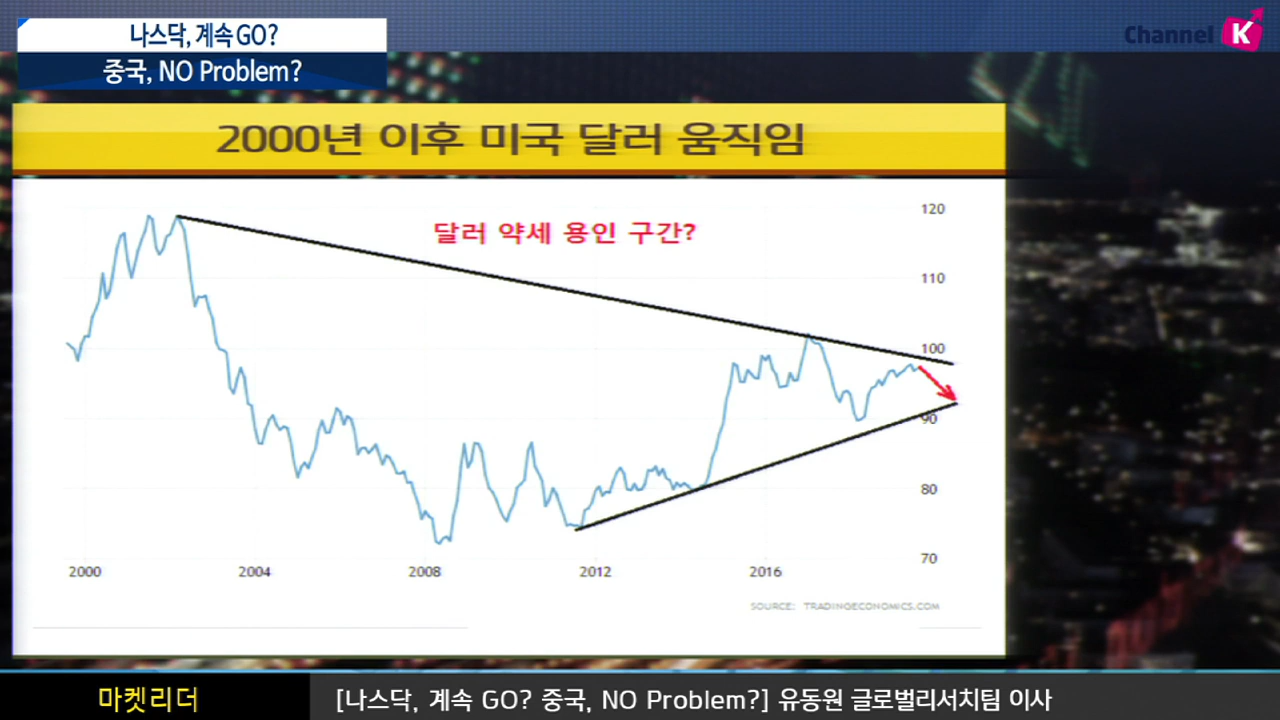 나스닥, 계속 GO?
중국, NO Problem?
Channel K
2000년 이후 미국 달러 움직임
달러 약세 용인 구간?
120
110
100
90
80
70
2000 2004 2008 2012 2016
SOURCE: TRADINGECONOMICS.COM
마켓리더
[나스닥, 계속 GO? 중국, NO Problem?] 유동원 글로벌리서치팀 이사